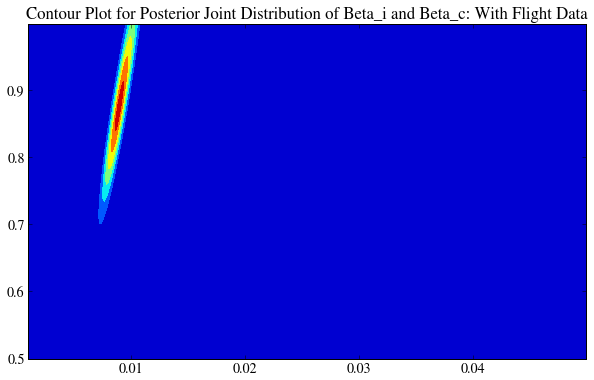 Contour Plot for Posterior Joint Distribution of Beta_i and Beta_c: With Flight Data
0.9
0.8
0.7
0.6
0.5
0.01 0.02 0.03 0.04